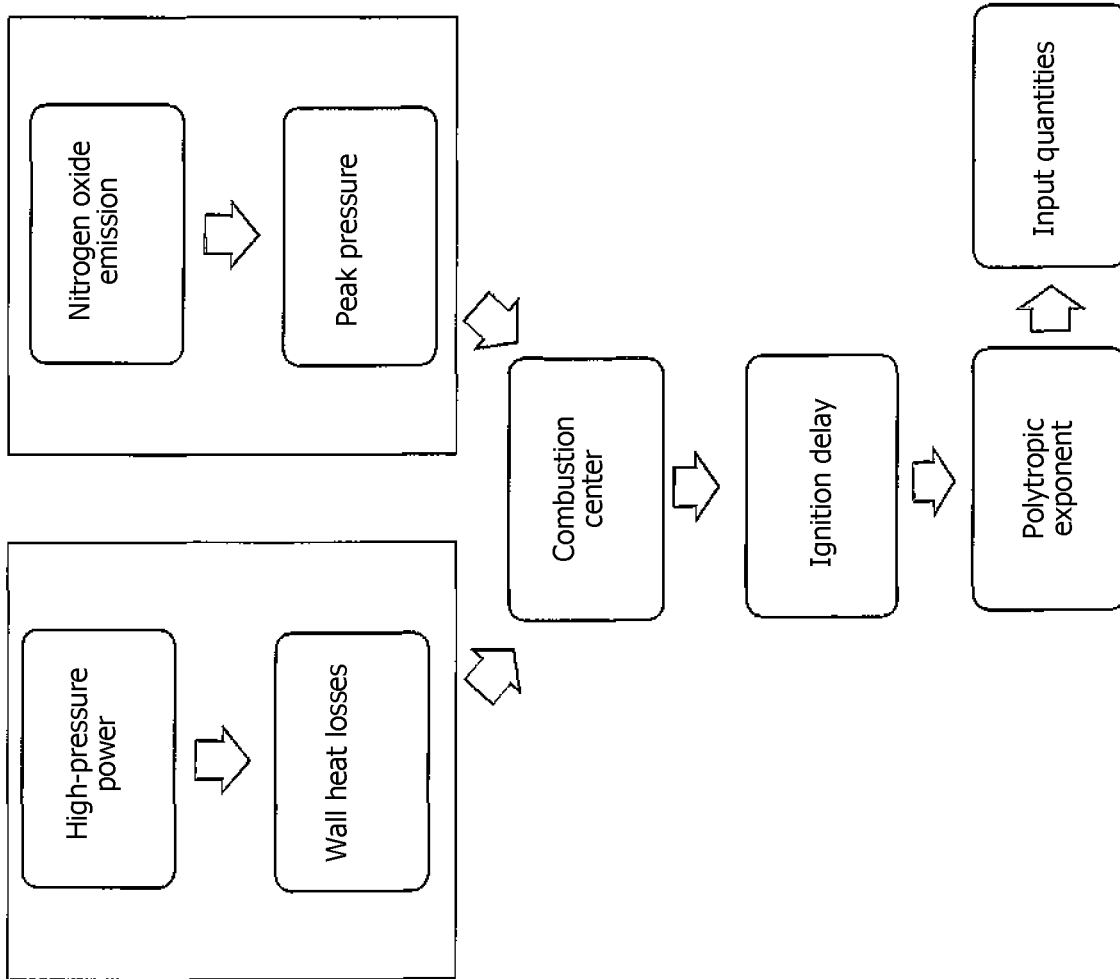 High-pressure
power
Wall heat losses
Nitrogen oxide
emission
Peak pressure
Combustion
center
Ignition delay
Polytropic
exponent
Input quantities